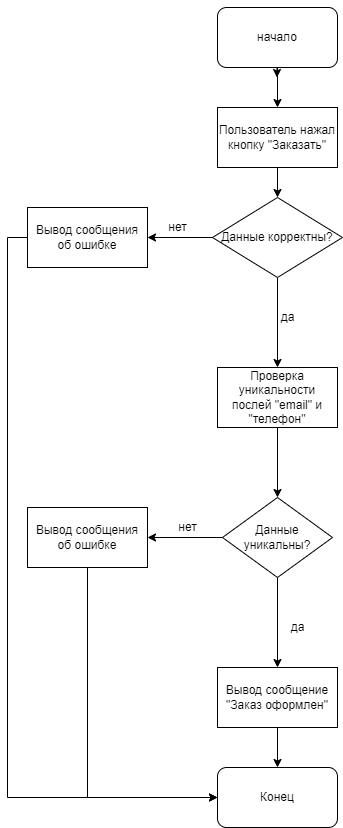 начало
Пользователь нажал
кнопку "Заказать"
Данные корректны?
нет
Вывод сообщения
об ошибке
да
Проверка
уникальности
послей "email" и
"телефон"
Данные
уникальны?
нет
Вывод сообщения
об ошибке
да
Вывод сообщение
"Заказ оформлен"
Конец